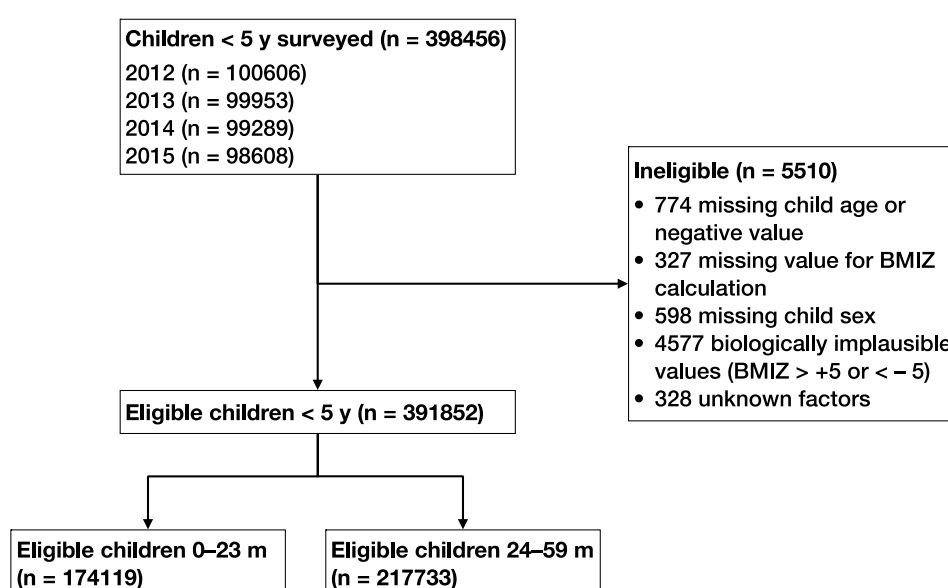 Children < 5 y surveyed (n = 398456)
2012 (n = 100606)
2013 (n = 99953)
2014 (n = 99289)
2015 (n = 98608)
Ineligible (n = 5510)
• 774 missing child age or
negative value
• 327 missing value for BMIZ
calculation
• 598 missing child sex
• 4577 biologically implausible
values (BMIZ > +5 or < – 5)
• 328 unknown factors
Eligible children < 5 y (n = 391852)
Eligible children 0–23 m
(n = 174119)
Eligible children 24–59 m
(n = 217733)